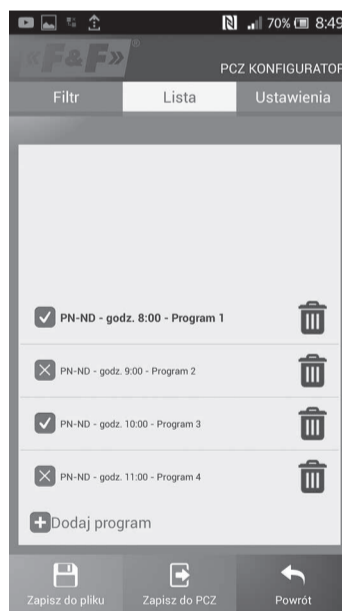 70% 8:49
«F&F»®
PCZ KONFIGURATOR
Filtr Lista Ustawienia
PN-ND - godz. 8:00 - Program 1
PN-ND - godz. 9:00 - Program 2
PN-ND - godz. 10:00 - Program 3
PN-ND - godz. 11:00 - Program 4
Dodaj program
Zapisz do pliku Zapisz do PCZ Powrót